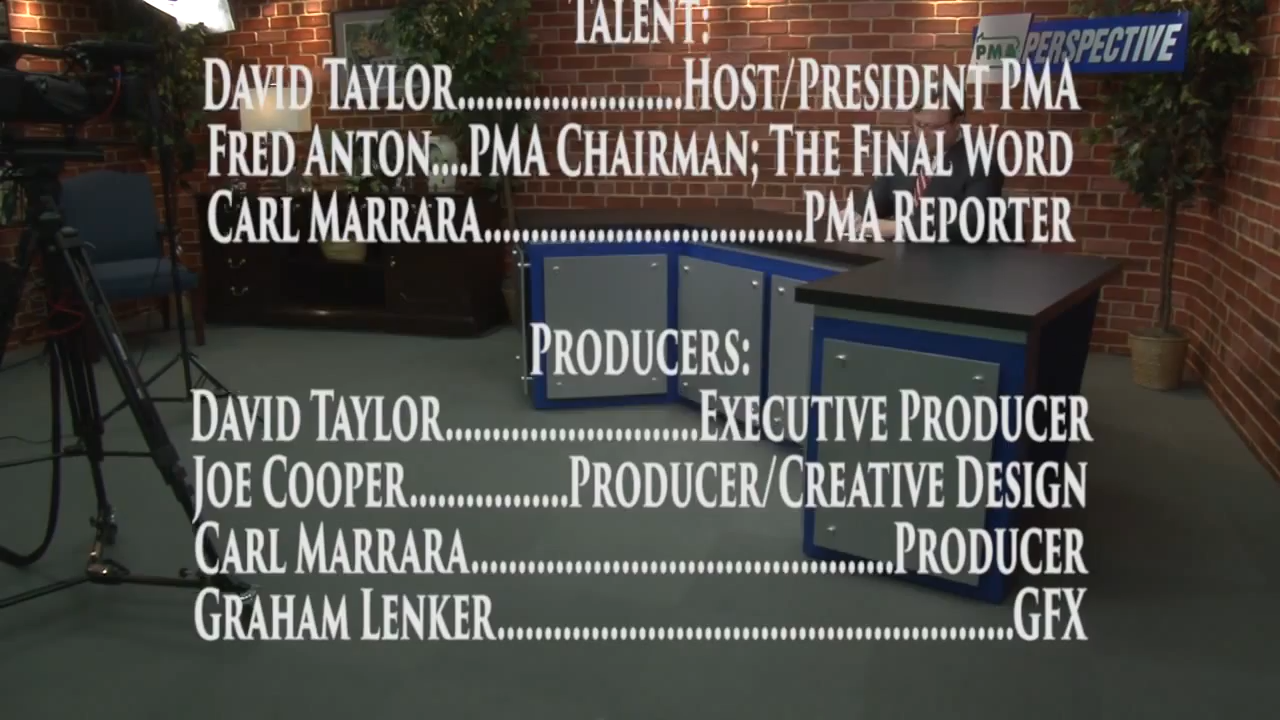 TALENT:
PMA PERSPECTIVE
DAVID TAYLOR........................HOST/PRESIDENT PMA
FRED ANTON....PMA CHAIRMAN; THE FINAL WORD
CARL MARRARA..................................PMA REPORTER
PRODUCERS:
DAVID TAYLOR...........................EXECUTIVE PRODUCER
JOE COOPER.................PRODUCER/CREATIVE DESIGN
CARL MARRARA.............................................PRODUCER
GRAHAM LENKER.......................................................GFX